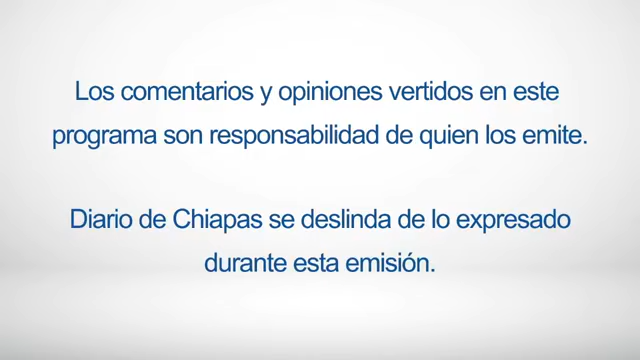 Los comentarios y opiniones vertidos en este
programa son responsabilidad de quien los emite.
Diario de Chiapas se deslinda de lo expresado
durante esta emisión.